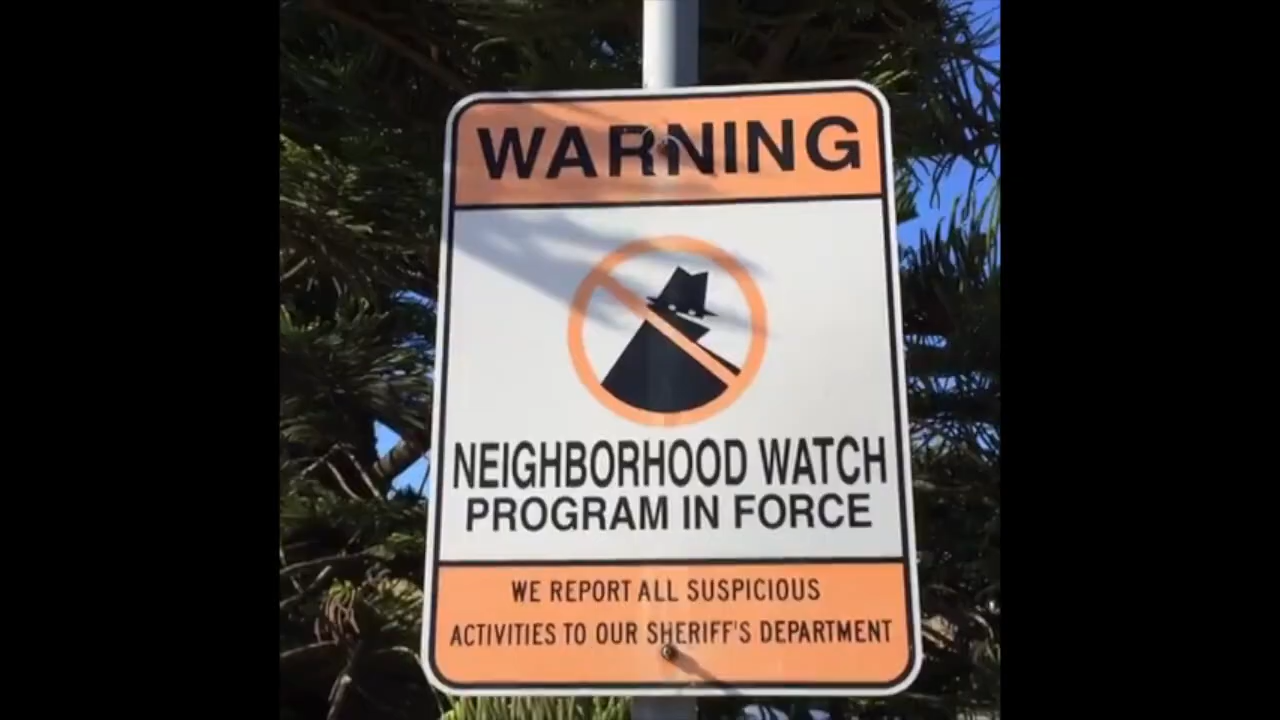 WARNING
NEIGHBORHOOD WATCH
PROGRAM IN FORCE
WE REPORT ALL SUSPICIOUS
ACTIVITIES TO OUR SHERIFF'S DEPARTMENT